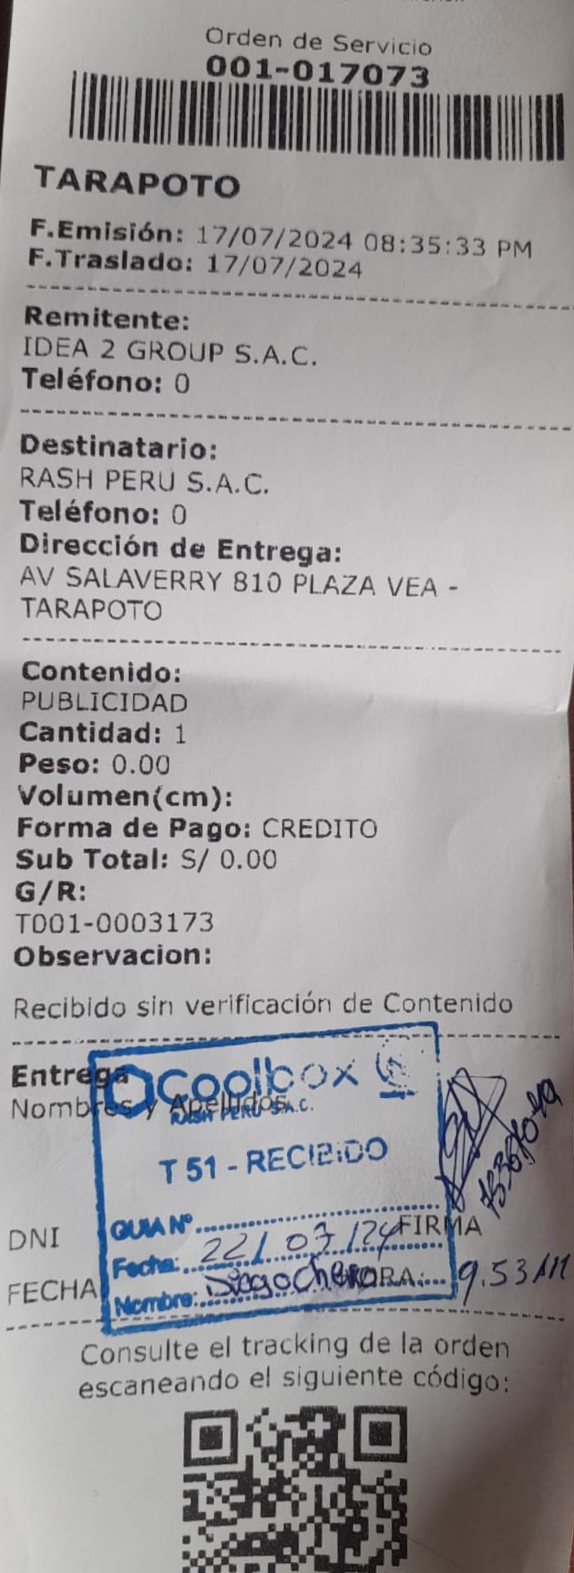 Orden de Servicio
001-017073
TARAPOTO
F.Emisión: 17/07/2024 08:35:33 PM
F.Traslado: 17/07/2024
Remitente:
IDEA 2 GROUP S.A.C.
Teléfono: 0
Destinatario:
RASH PERU S.A.C.
Teléfono: 0
Dirección de Entrega:
AV SALAVERRY 810 PLAZA VEA -
TARAPOTO
Contenido:
PUBLICIDAD
Cantidad: 1
Peso: 0.00
Volumen(cm):
Forma de Pago: CREDITO
Sub Total: S/ 0.00
G/R:
T001-0003173
Observacion:
Recibido sin verificación de Contenido
Entrega
coolbox
Nombres y Apellidos
RASH PERU S.A.C.
T 51 - RECIBIDO
GUIA Nº
DNI
FIRMA
Fecha: 22/07/24
FECHA
Nombre: Diego
HORA: 9.53 AM
Consulte el tracking de la orden
escaneando el siguiente código: